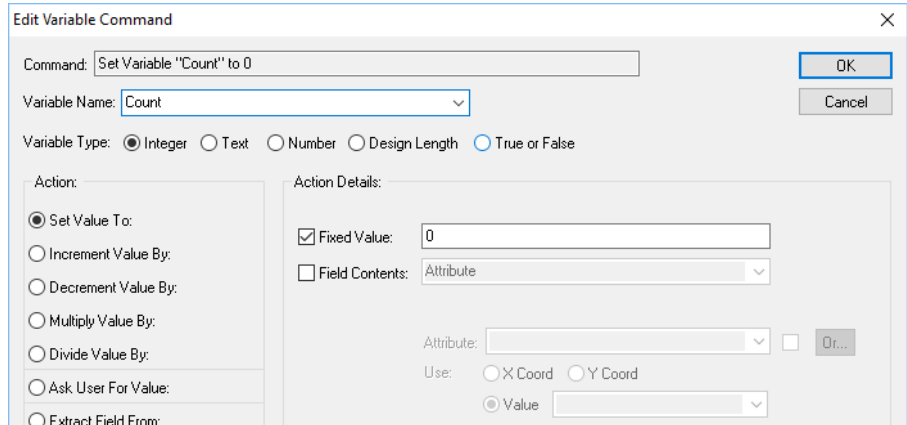 Edit Variable Command
Command: Set Variable "Count" to 0
OK
Variable Name: Count
Cancel
Variable Type: Integer Text Number Design Length True or False
Action:
Action Details:
Set Value To:
Fixed Value: 0
Increment Value By:
Field Contents: Attribute
Decrement Value By:
Multiply Value By:
Attribute: Or...
Divide Value By:
Use: X Coord Y Coord
Ask User For Value:
Value
Extract Field From: